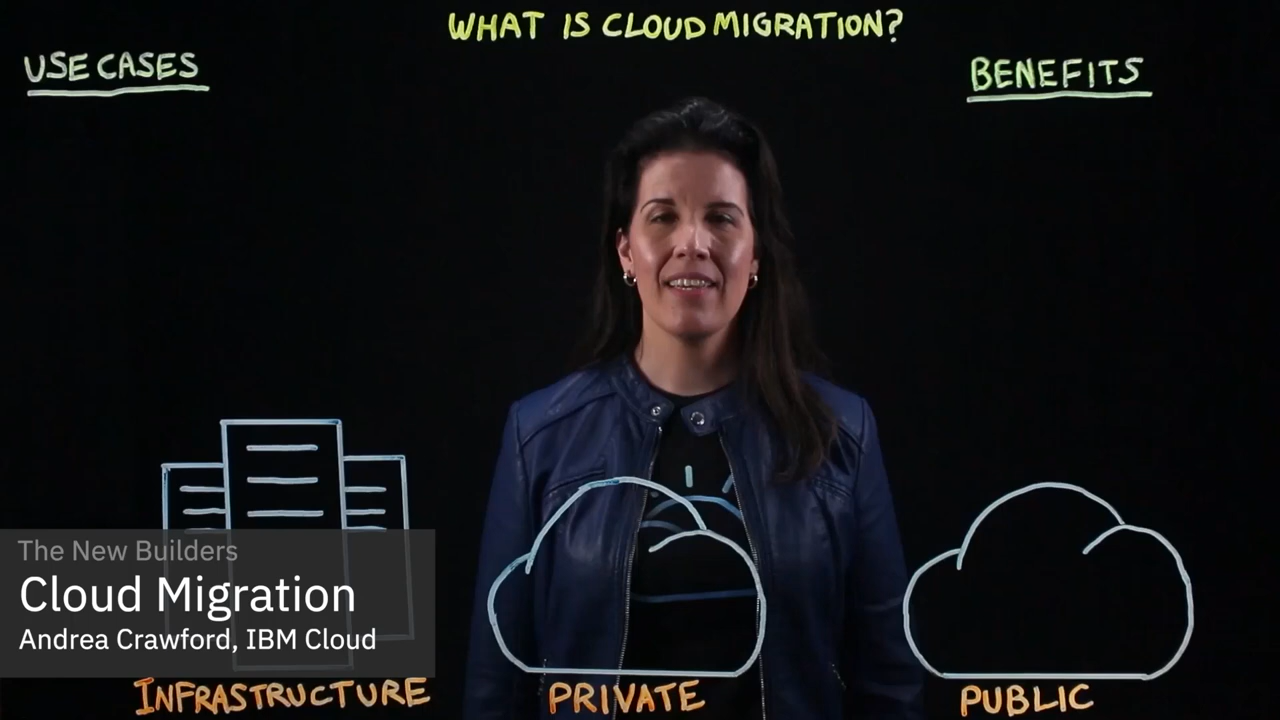 WHAT IS CLOUD MIGRATION?
USE CASES
BENEFITS
The New Builders
Cloud Migration
Andrea Crawford, IBM Cloud
INFRASTRUCTURE
PRIVATE
PUBLIC